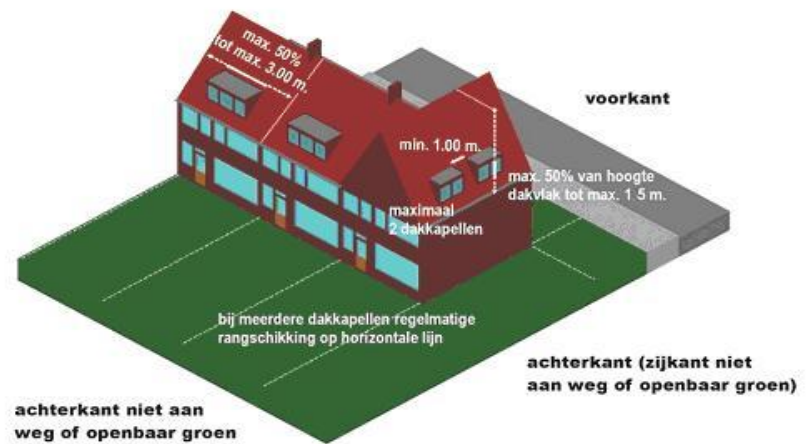 max. 50%
tot max. 3.00 m.
voorkant
min. 1.00 m.
max. 50% van hoogte
dakvlak tot max. 1 5 m.
maximaal
2 dakkapellen
bij meerdere dakkapellen regelmatige
rangschikking op horizontale lijn
achterkant (zijkant niet
aan weg of openbaar groen)
achterkant niet aan
weg of openbaar groen